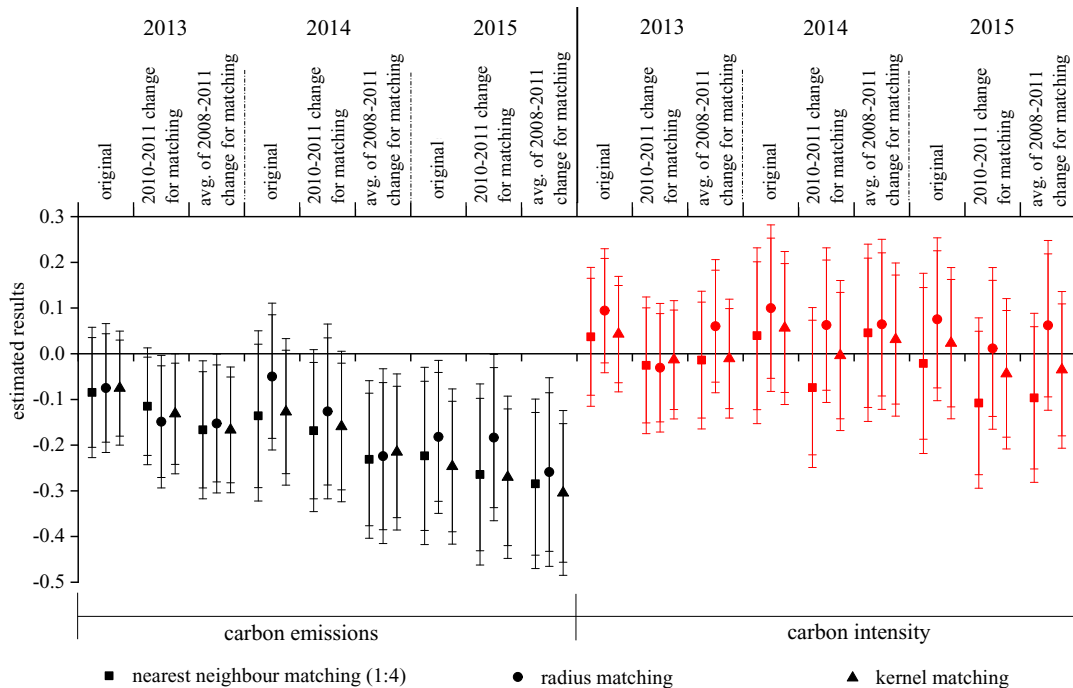 2013
2014
2015
2013
2014
2015
original
2010-2011 change
for matching
avg. of 2008-2011
change for matching
original
2010-2011 change
for matching
avg. of 2008-2011
change for matching
original
2010-2011 change
for matching
avg. of 2008-2011
change for matching
original
2010-2011 change
for matching
avg. of 2008-2011
change for matching
original
2010-2011 change
for matching
avg. of 2008-2011
change for matching
original
2010-2011 change
for matching
avg. of 2008-2011
change for matching
estimated results
0.3
0.2
0.1
0.0
-0.1
-0.2
-0.3
-0.4
-0.5
carbon emissions
carbon intensity
nearest neighbour matching (1:4)
radius matching
kernel matching